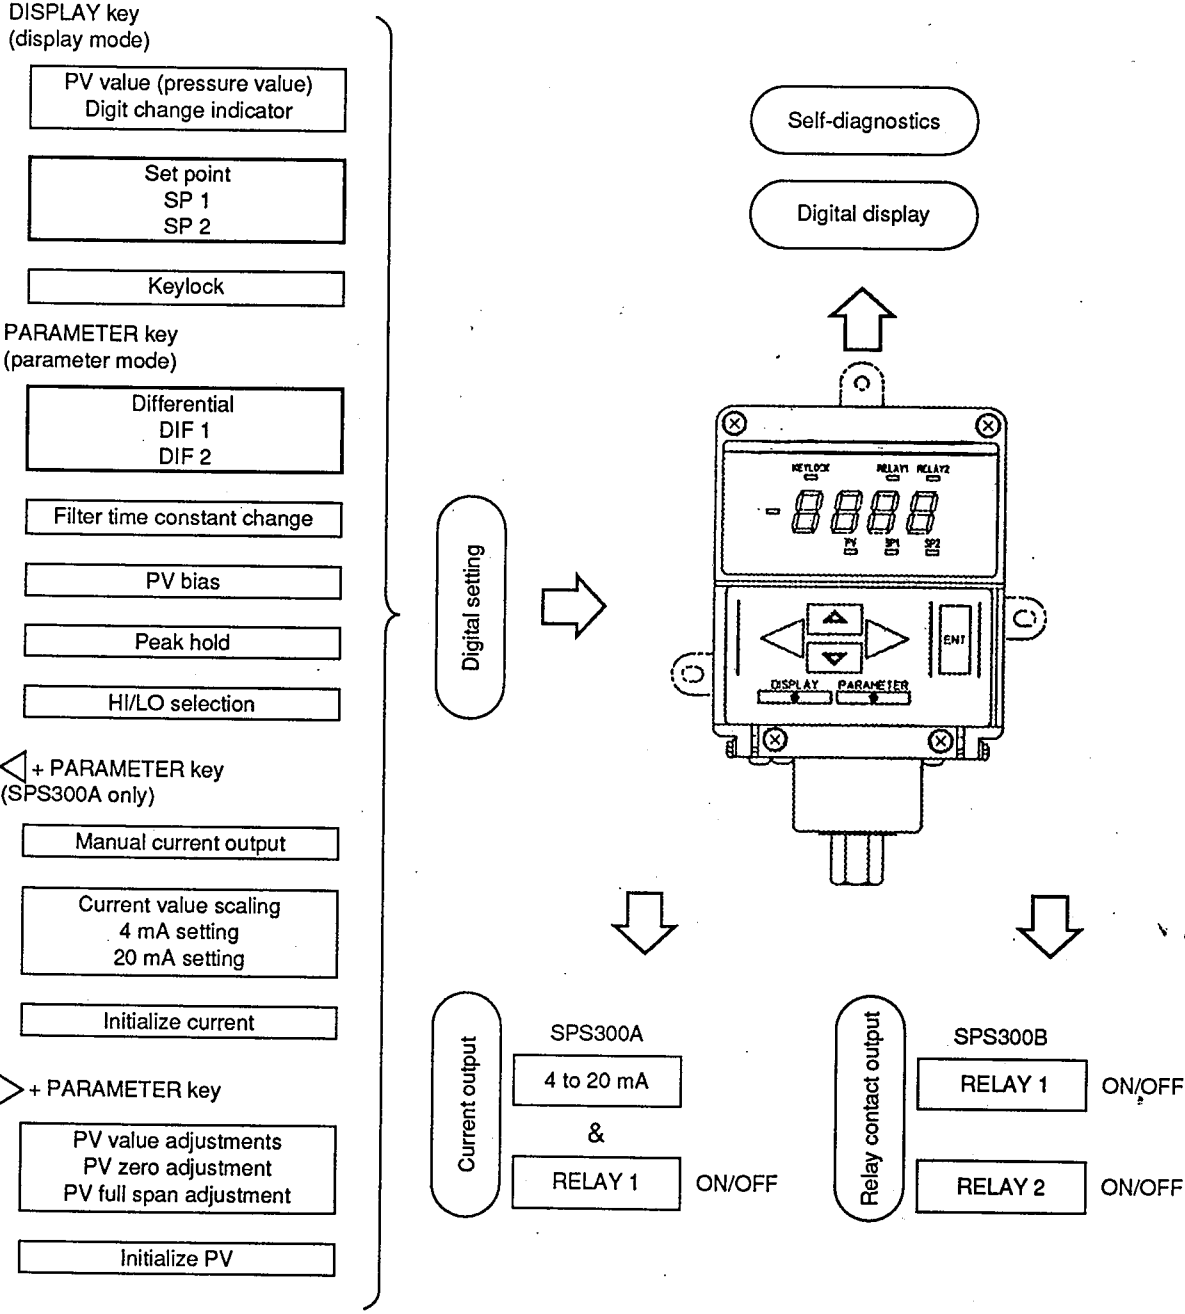 DISPLAY key
(display mode)
PV value (pressure value)
Digit change indicator
Set point
SP 1
SP 2
Keylock
PARAMETER key
(parameter mode)
Differential
DIF 1
DIF 2
Filter time constant change
PV bias
Peak hold
HI/LO selection
+ PARAMETER key
(SPS300A only)
Manual current output
Current value scaling
4 mA setting
20 mA setting
Initialize current
+ PARAMETER key
PV value adjustments
PV zero adjustment
PV full span adjustment
Initialize PV
Digital setting
Self-diagnostics
Digital display
KEYLOCK RELAY1 RELAY2
-8888
PV SP1 SP2
ENT
DISPLAY PARAMETER
Current output
SPS300A
4 to 20 mA
&
RELAY 1 ON/OFF
Relay contact output
SPS300B
RELAY 1 ON/OFF
RELAY 2 ON/OFF